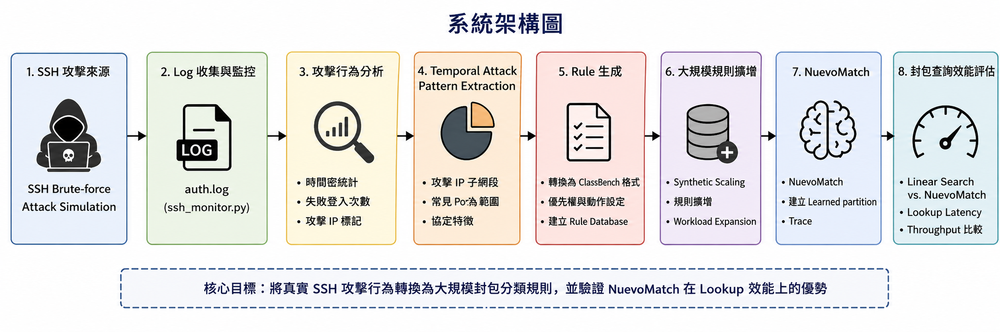 系統架構圖
1. SSH 攻擊來源
SSH Brute-force
Attack Simulation
2. Log 收集與監控
LOG
auth.log
(ssh_monitor.py)
3. 攻擊行為分析
• 時間密統計
• 失敗登入次數
• 攻擊 IP 標記
4. Temporal Attack
Pattern Extraction
• 攻擊 IP 子網段
• 常見 範圍
• 協定特徵
5. Rule 生成
• 轉換為 ClassBench 格式
• 優先權與動作設定
• 建立 Rule Database
6. 大規模規則擴增
• Synthetic Scaling
• 規則擴增
• Workload Expansion
7. NuevoMatch
• NuevoMatch
• 建立 Learned partition
• Trace
8. 封包查詢效能評估
• Linear Search
vs. NuevoMatch
• Lookup Latency
• Throughput 比較
核心目標：將真實 SSH 攻擊行為轉換為大規模封包分類規則，並驗證 NuevoMatch 在 Lookup 效能上的優勢